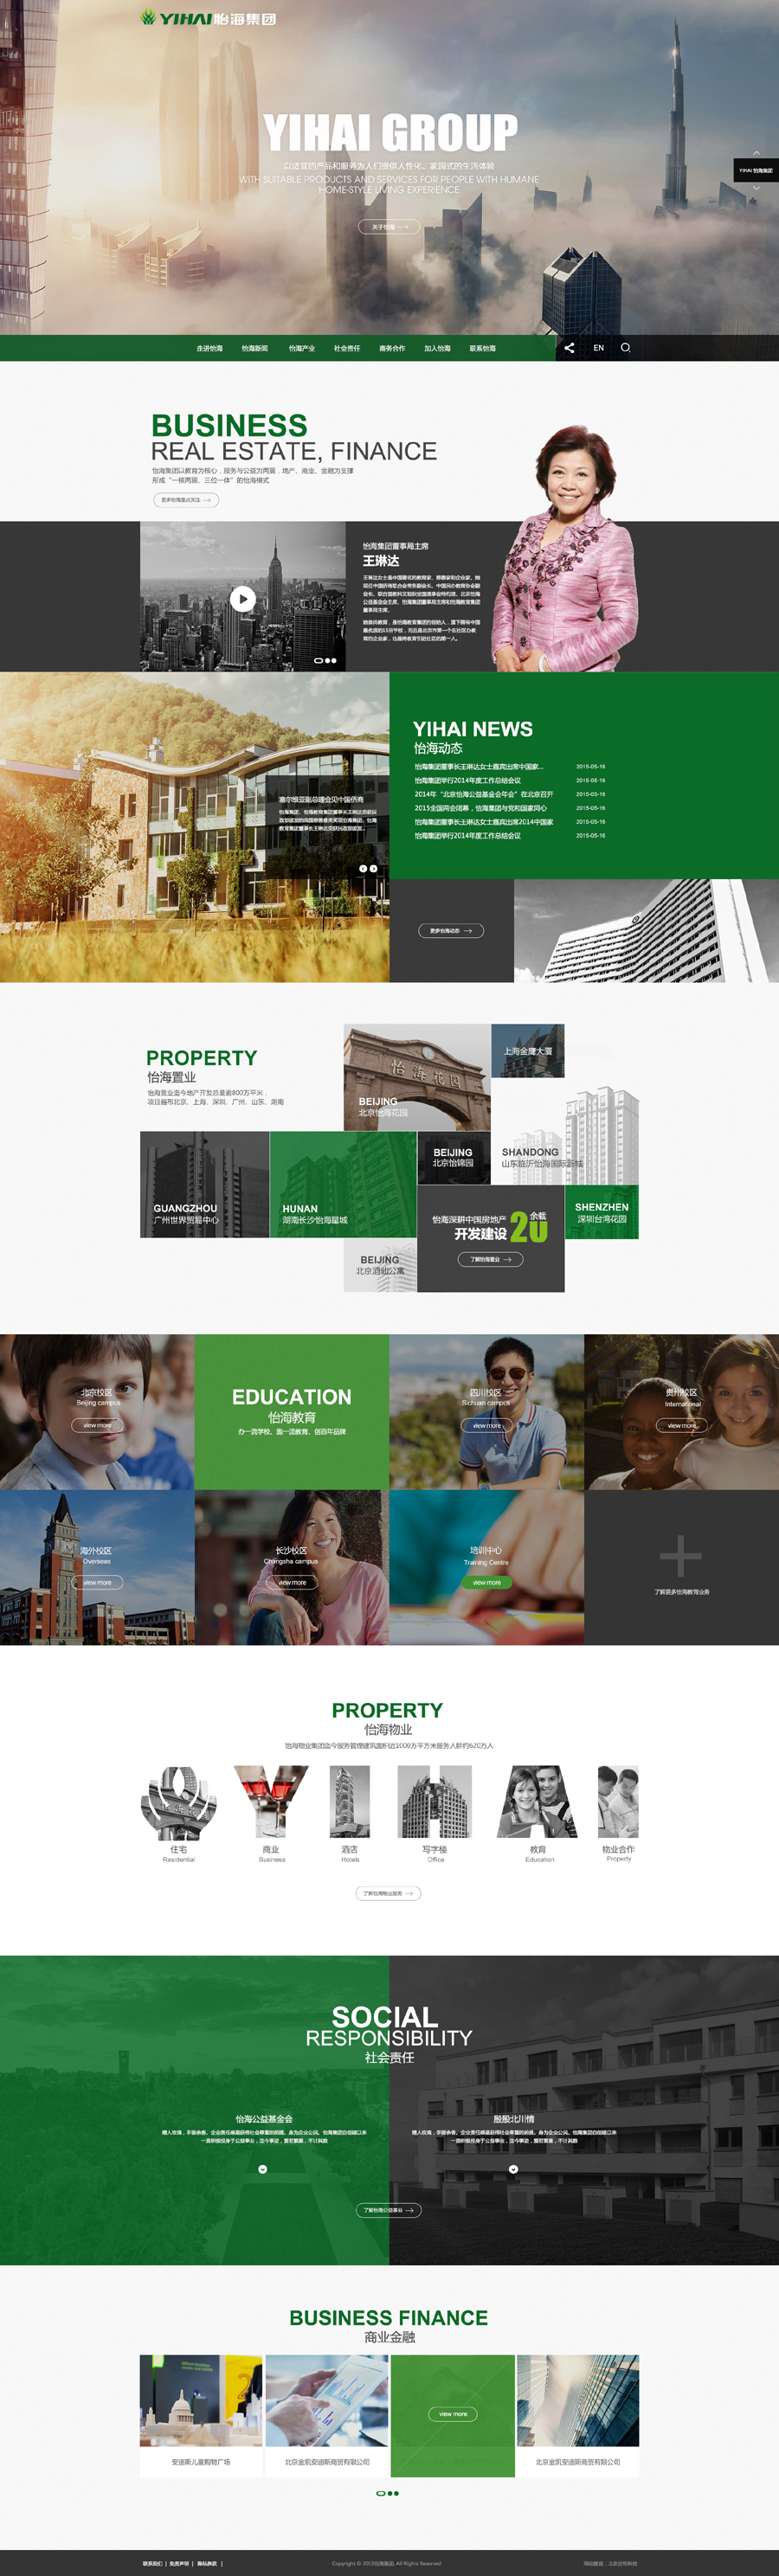 YIHAI怡海集团
YIHAI GROUP
以适宜的产品和服务为人们提供人性化、家园式的生活体验
WITH SUITABLE PRODUCTS AND SERVICES FOR PEOPLE WITH HUMANE
HOME-STYLE LIVING EXPERIENCE
关于怡海
YIHAI 怡海集团
走进怡海 怡海新闻 怡海产业 社会责任 商务合作 加入怡海 联系怡海 EN
BUSINESS
REAL ESTATE, FINANCE
怡海集团以教育为核心，服务与公益为两翼，地产、商业、金融为支撑
形成“一核两翼、三位一体”的怡海模式
更多怡海重点关注
怡海集团董事局主席
王琳达
YIHAI NEWS
怡海动态
怡海集团董事长王琳达女士嘉宾出席中国家... 2015-05-16
怡海集团举行2014年度工作总结会议 2015-05-16
2014年“北京怡海公益基金会年会”在北京召开 2015-05-16
2015全国两会闭幕，怡海集团与党和国家同心 2015-05-16
怡海集团董事长王琳达女士嘉宾出席2014中国家 2015-05-16
怡海集团举行2014年度工作总结会议 2015-05-16
塞尔维亚副总理会见中国侨商
更多怡海动态
PROPERTY
怡海置业
怡海置业迄今地产开发总量逾800万平米，
项目遍布北京、上海、深圳、广州、山东、湖南
怡海花园
BEIJING
北京怡海花园
上海金鹰大厦
BEIJING
北京怡锦园
SHANDONG
山东临沂怡海国际新城
GUANGZHOU
广州世界贸易中心
HUNAN
湖南长沙怡海星城
怡海深耕中国房地产
开发建设20余载
了解怡海置业
SHENZHEN
深圳台湾花园
BEIJING
北京酒仙公寓
北京校区
Beijing campus
view more
EDUCATION
怡海教育
办一流学校、施一流教育、创百年品牌
四川校区
Sichuan campus
view more
贵州校区
International
view more
海外校区
Overseas
view more
长沙校区
Changsha campus
view more
培训中心
Training Centre
view more
了解更多怡海教育业务
PROPERTY
怡海物业
怡海物业集团迄今服务管理建筑面积近1000万平方米服务人群约620万人
住宅 商业 酒店 写字楼 教育 物业合作
Residential Business Hotels Office Education Property
了解怡海物业服务
SOCIAL
RESPONSIBILITY
社会责任
怡海公益基金会
殷殷北川情
了解怡海公益事业
BUSINESS FINANCE
商业金融
view more
安迪斯儿童购物广场
北京金凯安迪斯商贸有限公司
北京金凯安迪斯商贸有限公司
联系我们 | 免责声明 | 隐私条款 |
Copyright © 2015怡海集团. All Rights Reserved